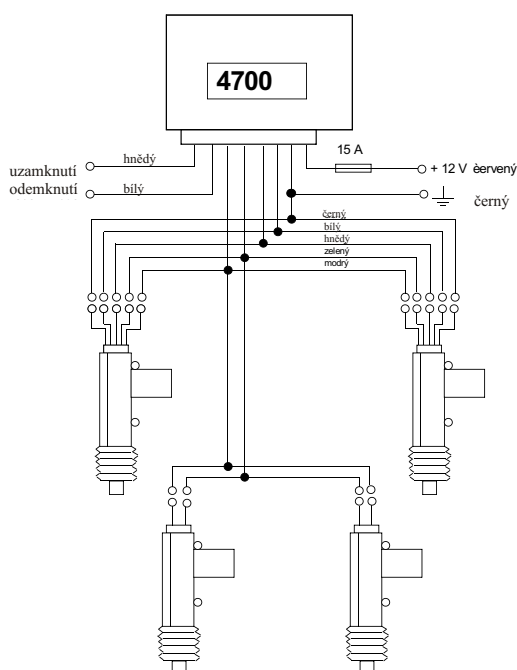 4700
15 A
hnědý
uzamknutí
+ 12 V èervený
odemknutí
bílý
černý
černý
bílý
hnědý
zelený
modrý